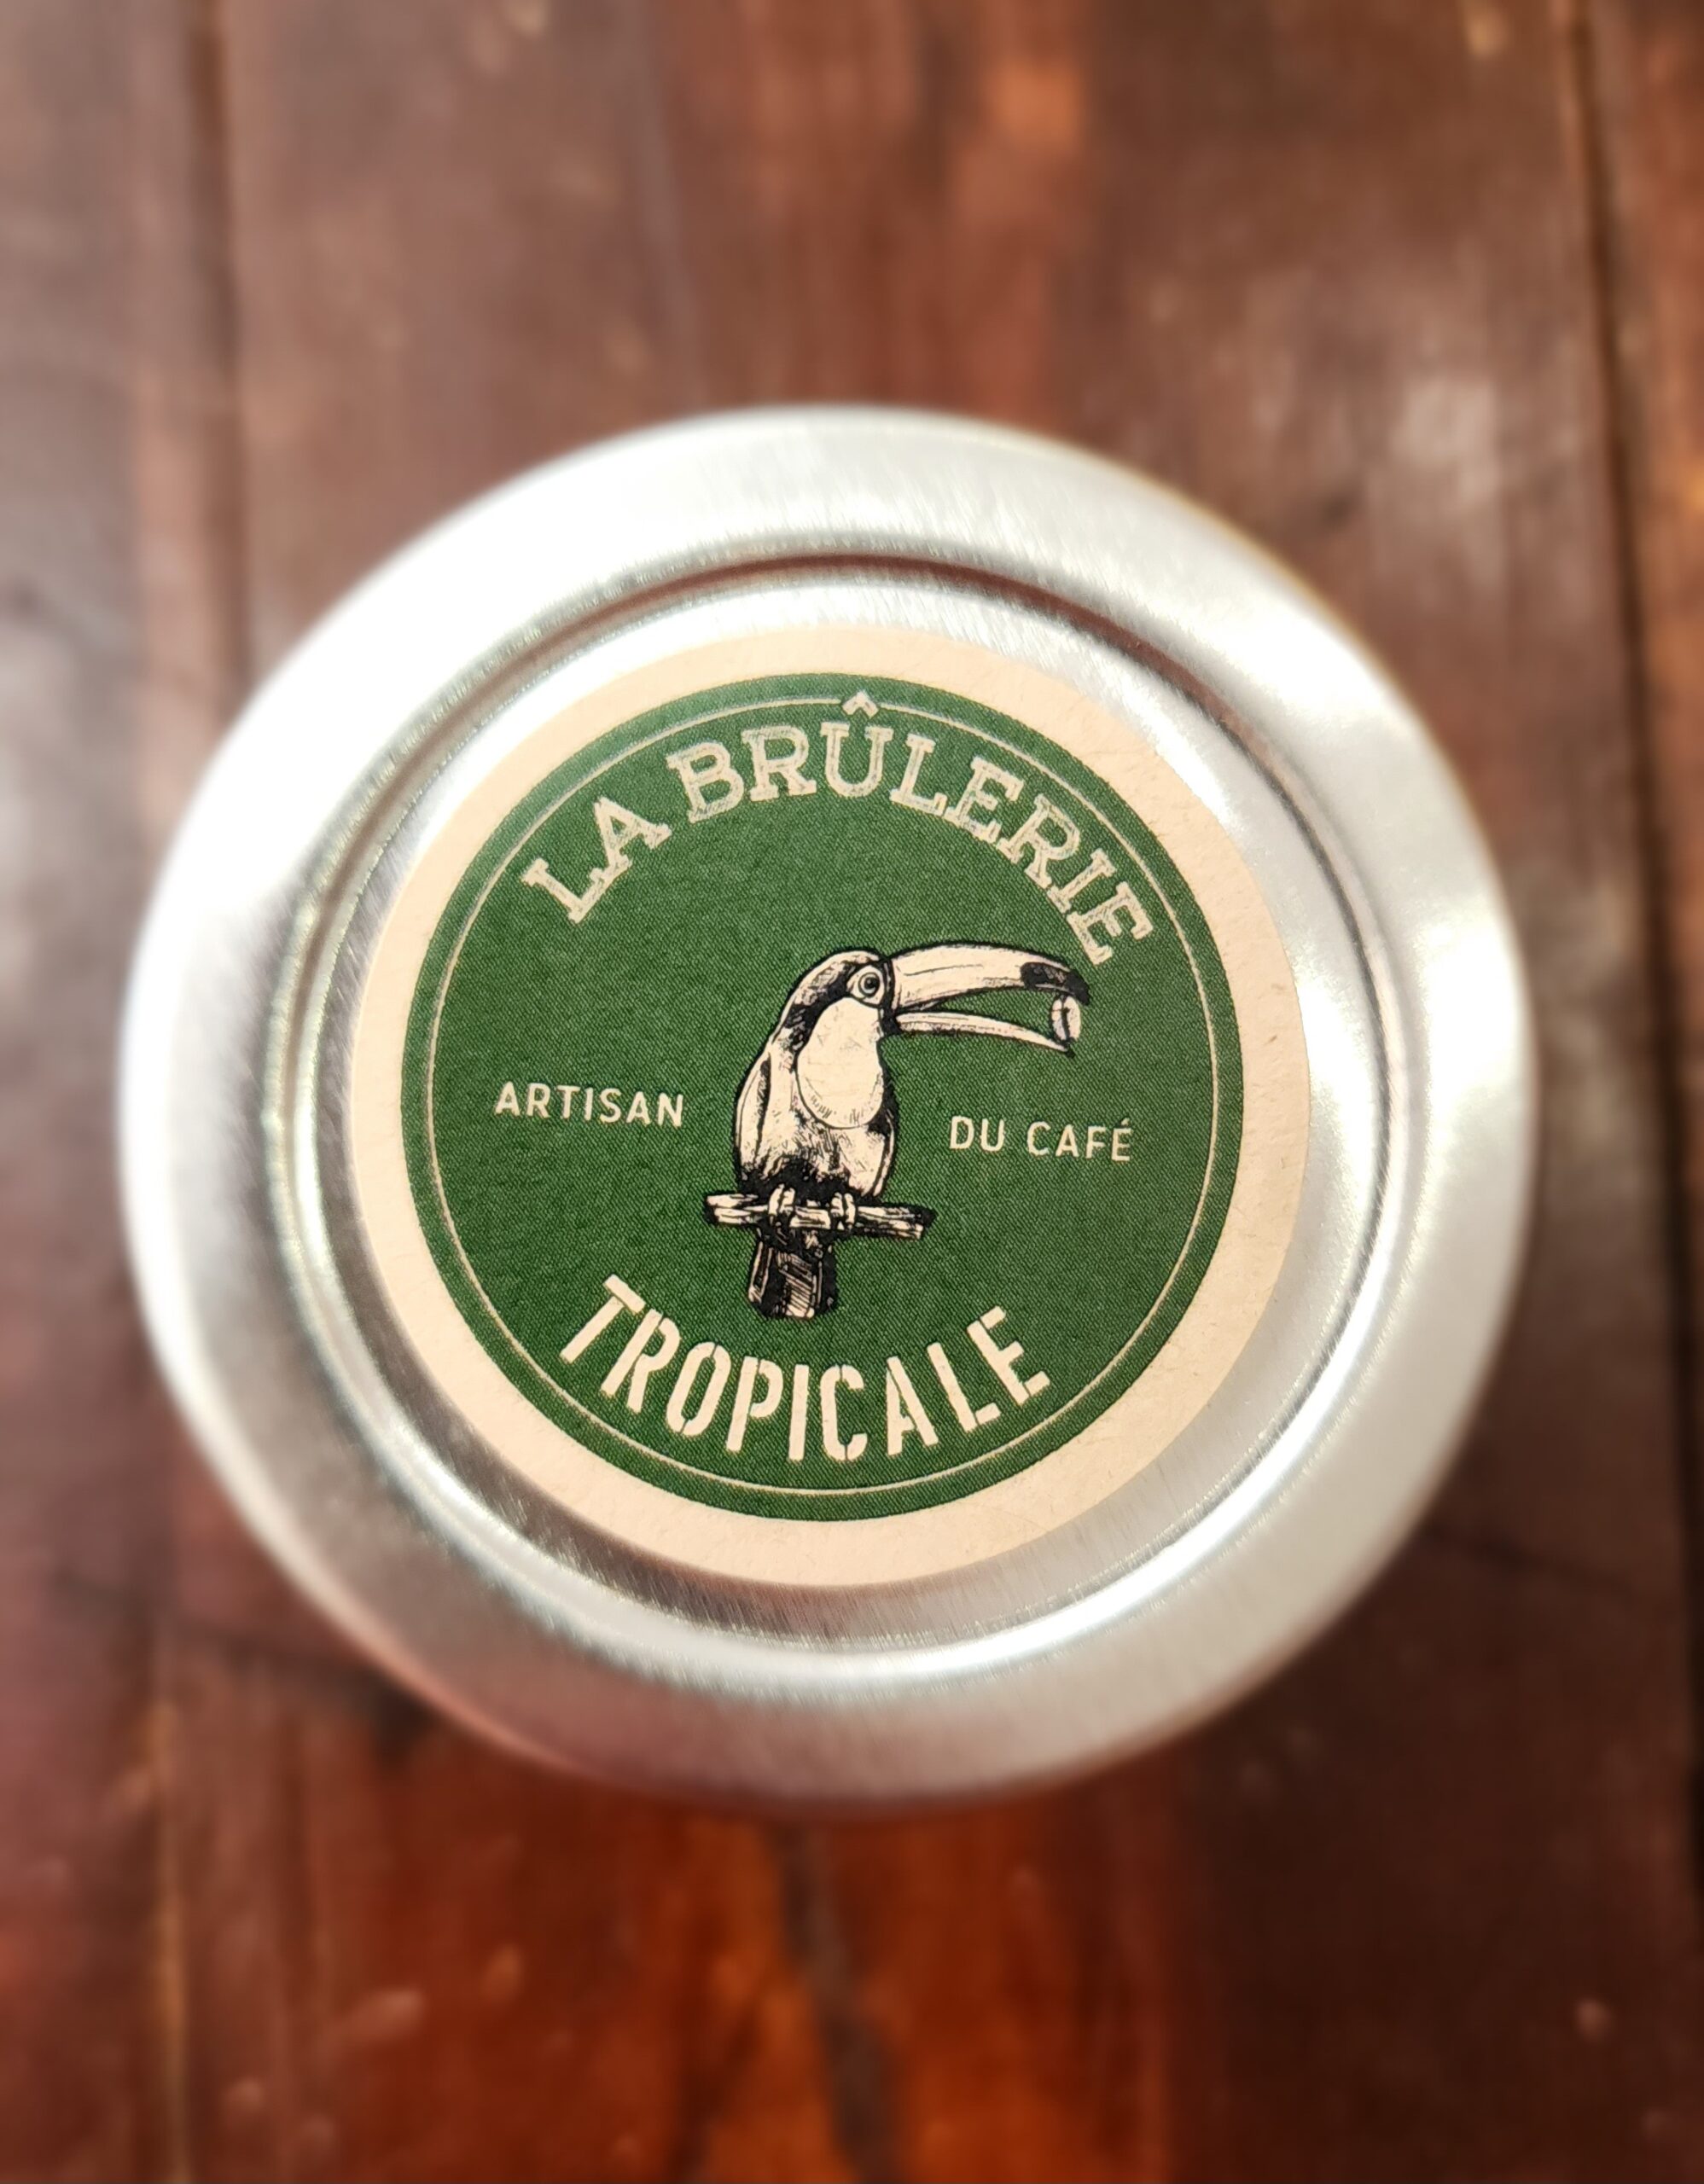 LA BRÛLERIE
ARTISAN DU CAFÉ
TROPICALE